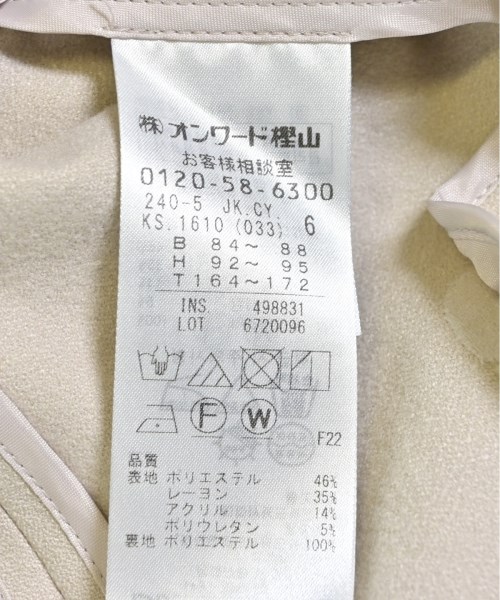 ㈱オンワード樫山
お客様相談室
0120-58-6300
240-5 JK.CY.
KS.1610 (033) 6
B 84〜 88
H 92〜 95
T 164〜172
INS. 498831
LOT 6720096
F W
F22
品質
表地 ポリエステル 46%
レーヨン 35%
アクリル 14%
ポリウレタン 5%
裏地 ポリエステル 100%